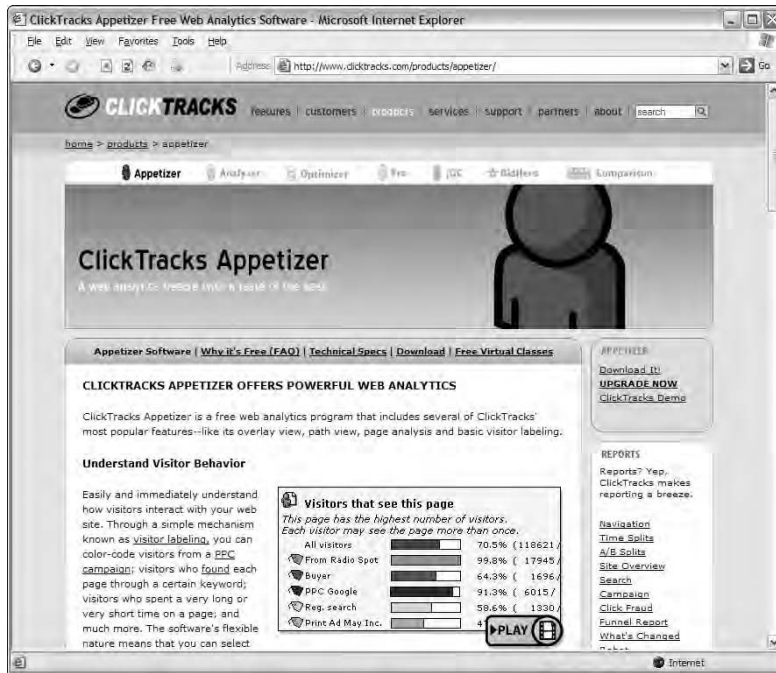 ClickTracks Appetizer Free Web Analytics Software - Microsoft Internet Explorer
File Edit View Favorites Tools Help
Address http://www.clicktracks.com/products/appetizer/ Go
CLICKTRACKS features customers products services support partners about search
home > products > appetizer
Appetizer Analyzer Optimizer Pro JDC BidHero Comparison
ClickTracks Appetizer
A web analytics freebie with a taste of the best
Appetizer Software | Why it's Free (FAQ) | Technical Specs | Download | Free Virtual Classes
CLICKTRACKS APPETIZER OFFERS POWERFUL WEB ANALYTICS
ClickTracks Appetizer is a free web analytics program that includes several of ClickTracks'
most popular features--like its overlay view, path view, page analysis and basic visitor labeling.
Understand Visitor Behavior
Easily and immediately understand
how visitors interact with your web
site. Through a simple mechanism
known as visitor labeling, you can
color-code visitors from a PPC
campaign; visitors who found each
page through a certain keyword;
visitors who spent a very long or
very short time on a page; and
much more. The software's flexible
nature means that you can select
Visitors that see this page
This page has the highest number of visitors.
Each visitor may see the page more than once.
All visitors 70.5% (118621/
From Radio Spot 99.8% ( 17945/
Buyer 64.3% ( 1696/
PPC Google 91.3% ( 6015/
Reg. search 58.6% ( 1330/
Print Ad May Inc. 4
PLAY
APPETIZER
Download It!
UPGRADE NOW
ClickTracks Demo
REPORTS
Reports? Yep,
ClickTracks makes
reporting a breeze.
Navigation
Time Splits
A/B Splits
Site Overview
Search
Campaign
Click Fraud
Funnel Report
What's Changed
Robot
Internet